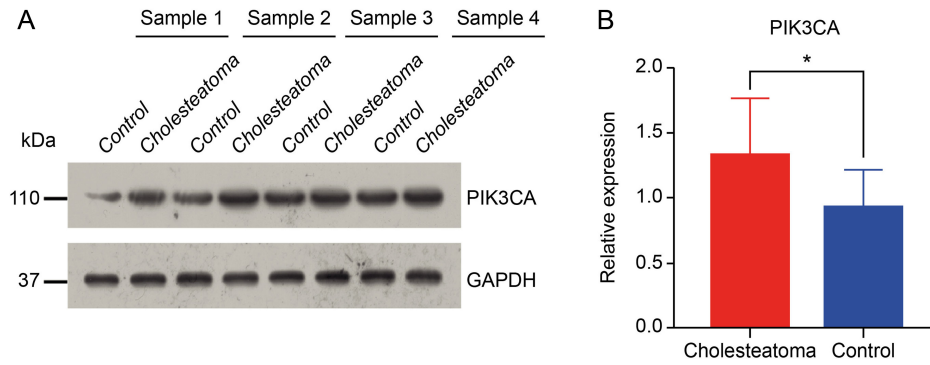 A
Sample 1 Sample 2 Sample 3 Sample 4
Control Cholesteatoma Control Cholesteatoma Control Cholesteatoma Control Cholesteatoma
kDa
110 PIK3CA
37 GAPDH
B
PIK3CA
*
Relative expression
2.0
1.5
1.0
0.5
0.0
Cholesteatoma Control